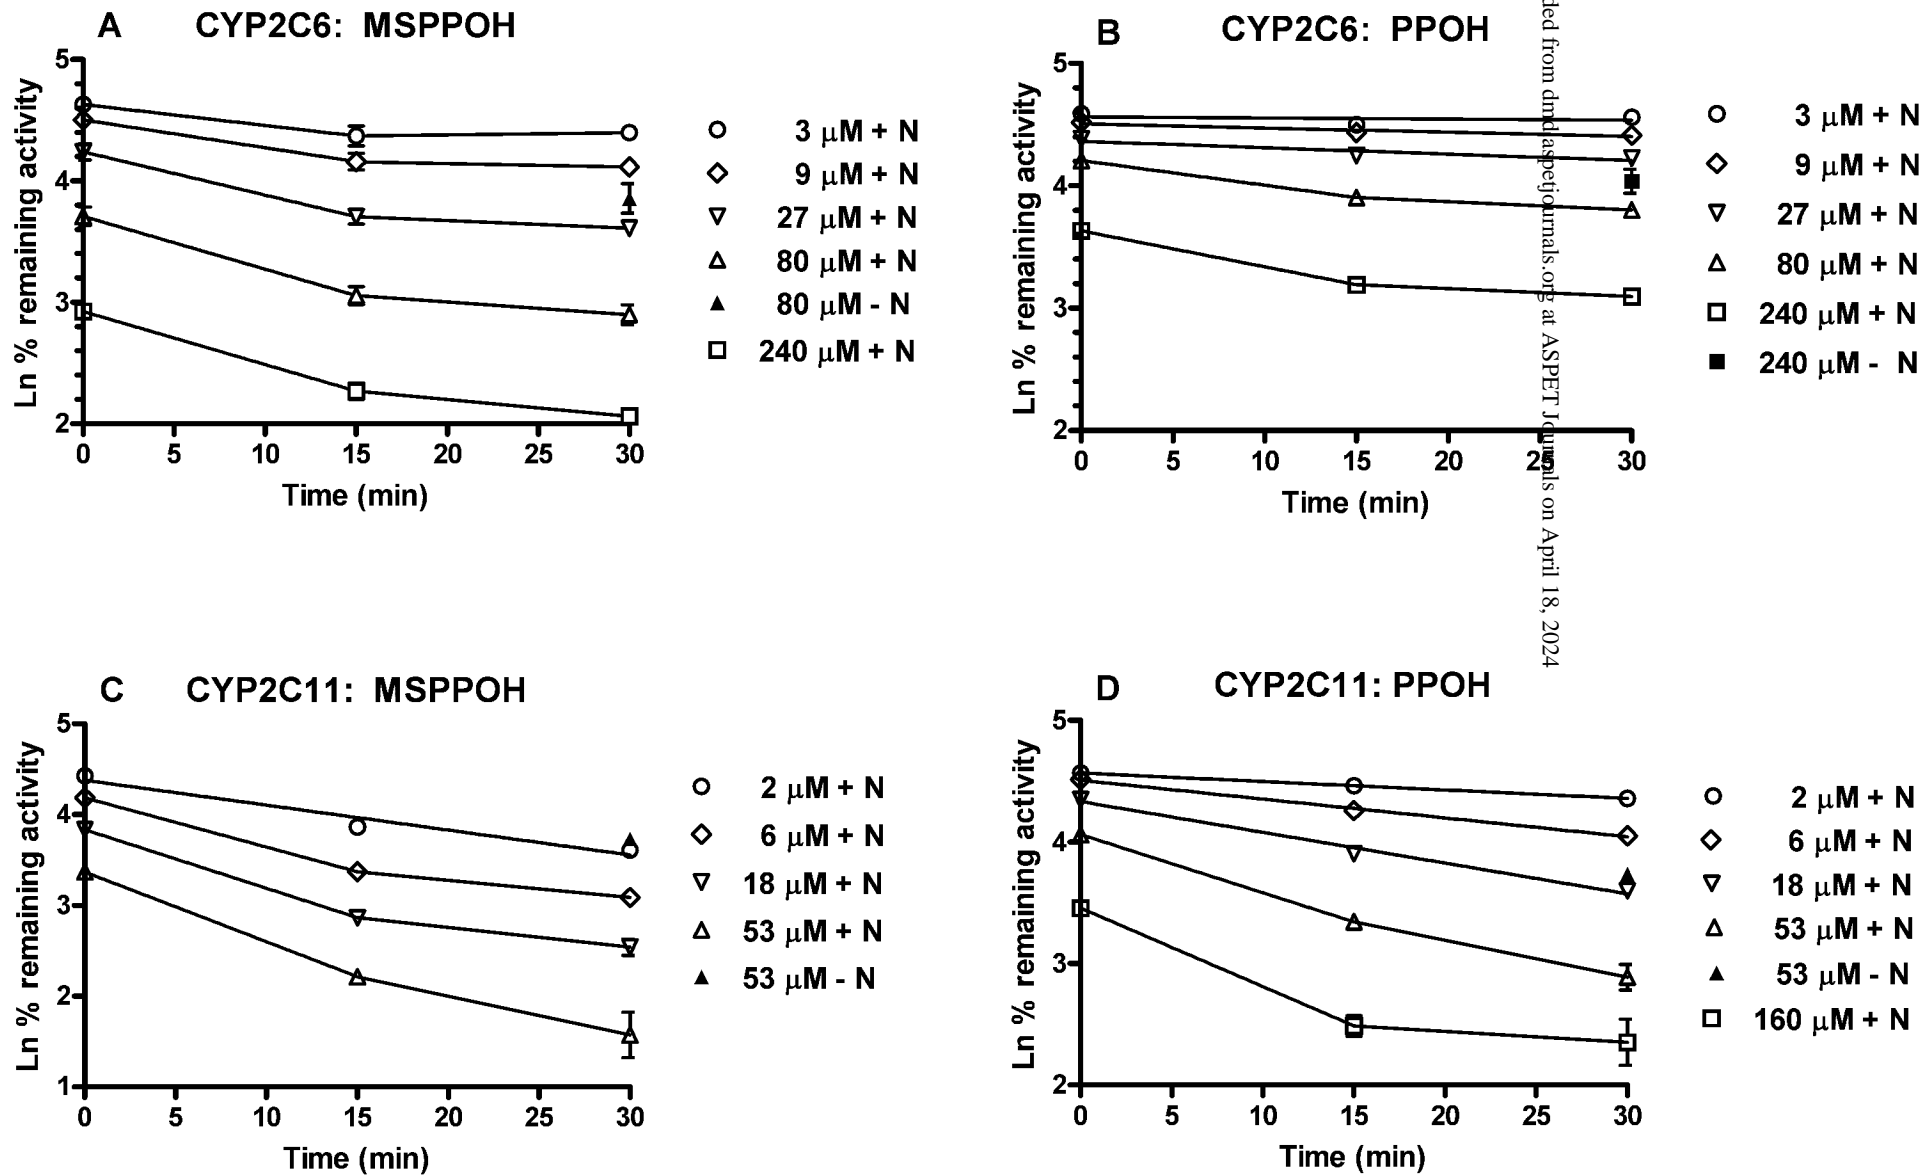 A CYP2C6: MSPPOH
Ln % remaining activity
5
4
3
2
0 5 10 15 20 25 30
Time (min)
3 μM + N
9 μM + N
27 μM + N
80 μM + N
80 μM - N
240 μM + N
B CYP2C6: PPOH
Ln % remaining activity
5
4
3
2
0 5 10 15 20 25 30
Time (min)
3 μM + N
9 μM + N
27 μM + N
80 μM + N
240 μM + N
240 μM - N
ded from dmd.aspetjournals.org at ASPET Journals on April 18, 2024
C CYP2C11: MSPPOH
Ln % remaining activity
5
4
3
2
1
0 5 10 15 20 25 30
Time (min)
2 μM + N
6 μM + N
18 μM + N
53 μM + N
53 μM - N
D CYP2C11: PPOH
Ln % remaining activity
5
4
3
2
0 5 10 15 20 25 30
Time (min)
2 μM + N
6 μM + N
18 μM + N
53 μM + N
53 μM - N
160 μM + N